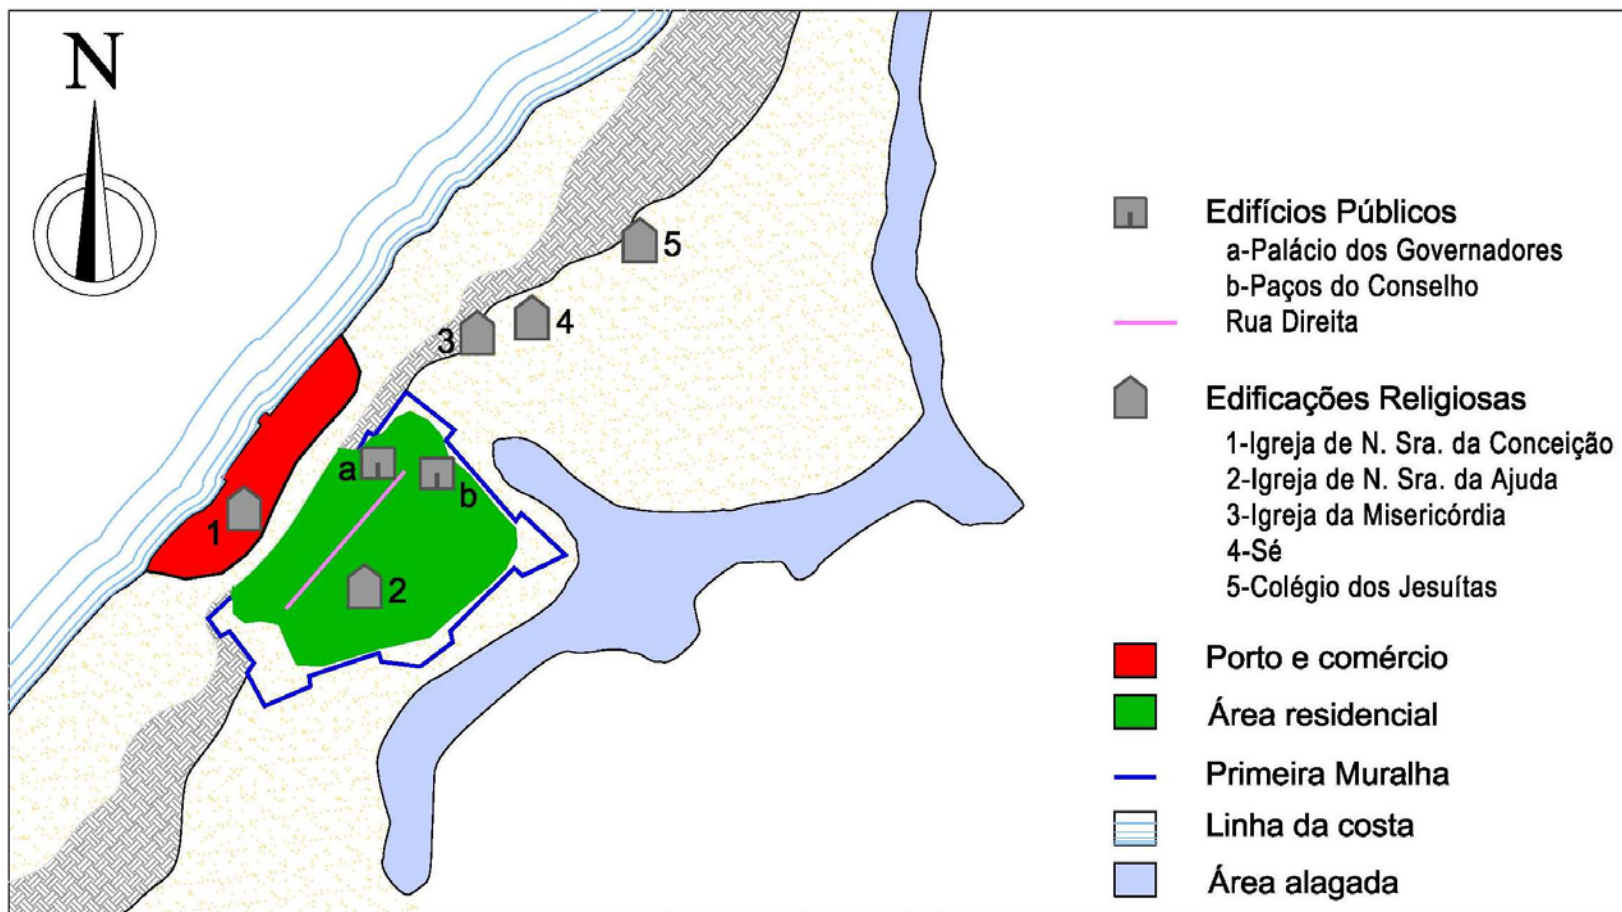 N
5
4
3
a
b
1
2
Edifícios Públicos
a-Palácio dos Governadores
b-Paços do Conselho
Rua Direita
Edificações Religiosas
1-Igreja de N. Sra. da Conceição
2-Igreja de N. Sra. da Ajuda
3-Igreja da Misericórdia
4-Sé
5-Colégio dos Jesuítas
Porto e comércio
Área residencial
Primeira Muralha
Linha da costa
Área alagada